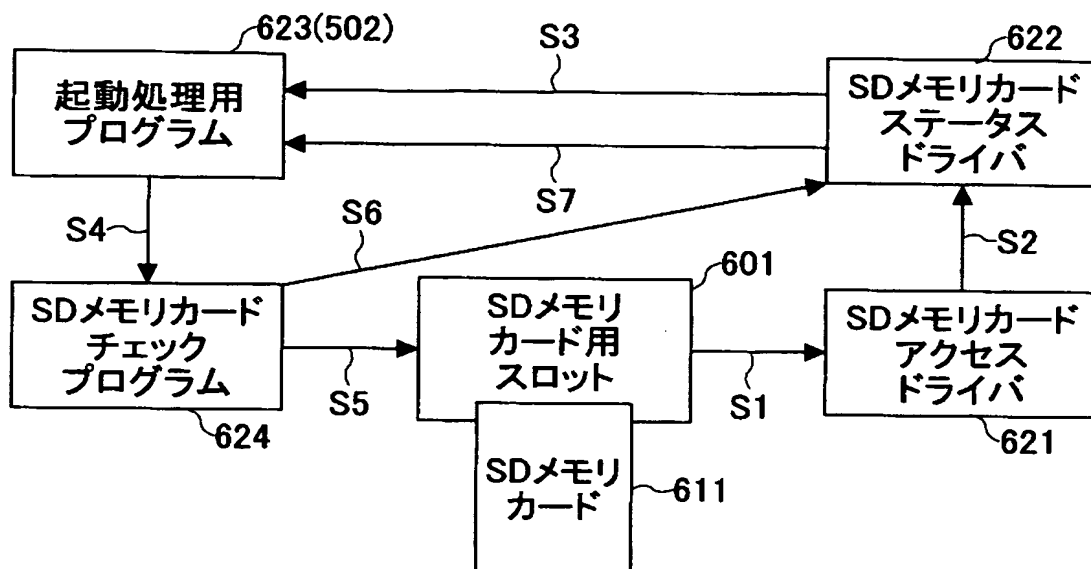 623(502)
起動処理用
プログラム
S3
622
SDメモリカード
ステータス
ドライバ
S7
S4
S6
S2
SDメモリカード
チェック
プログラム
624
S5
601
SDメモリ
カード用
スロット
S1
SDメモリカード
アクセス
ドライバ
621
SDメモリ
カード
611